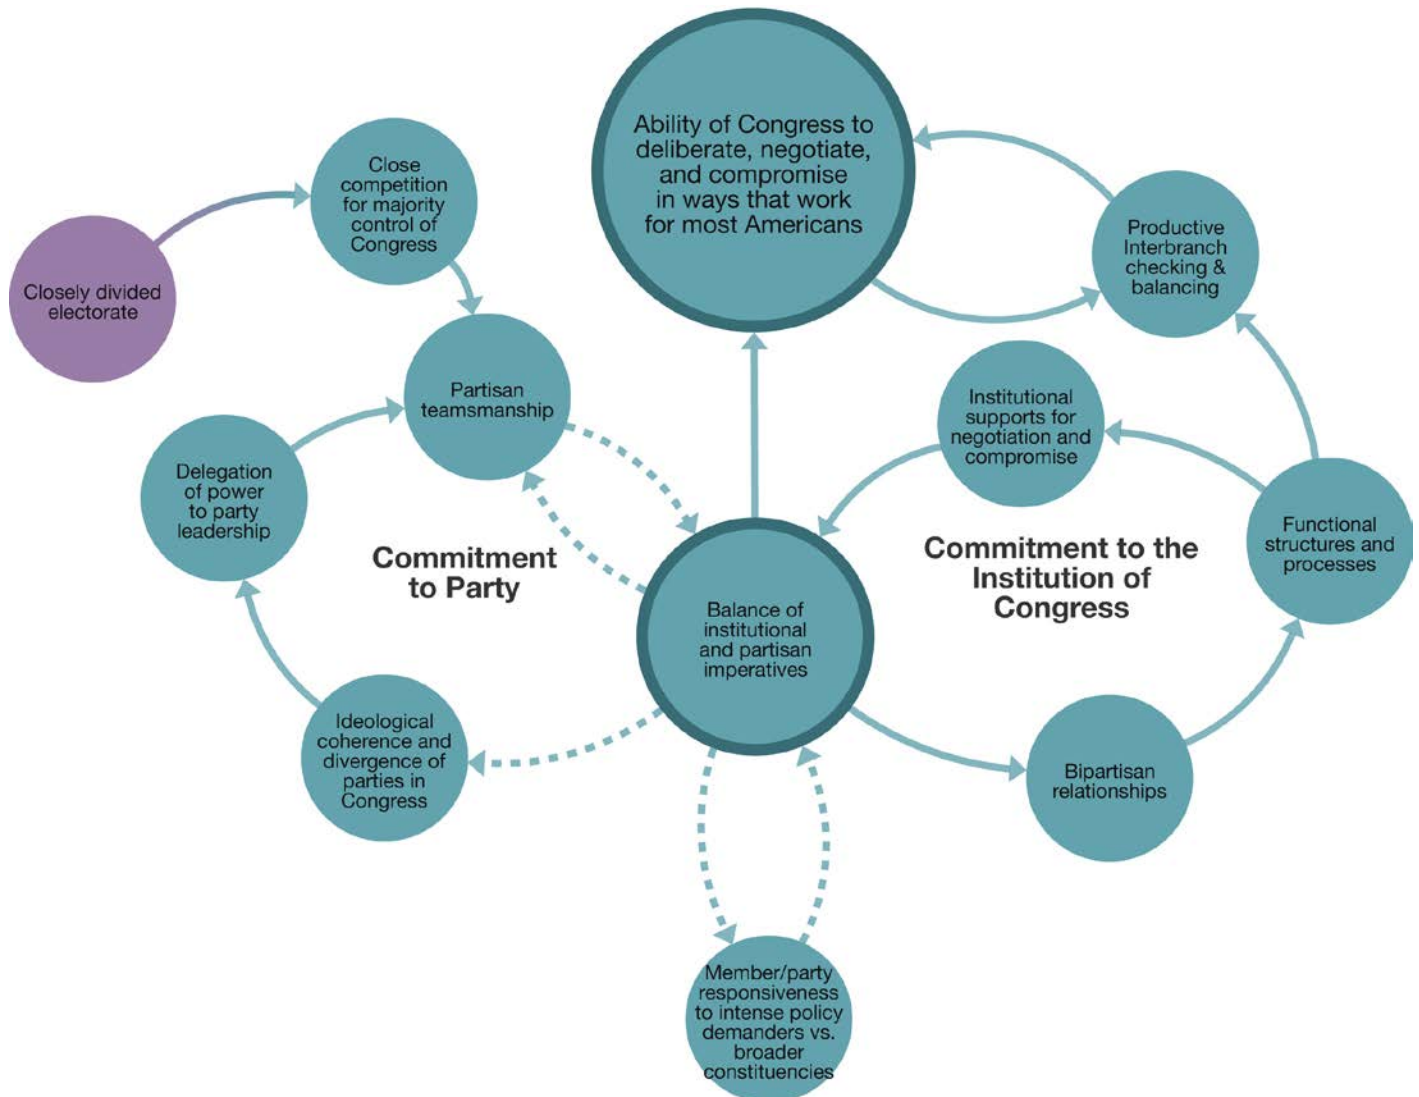 Ability of Congress to
deliberate, negotiate,
and compromise
in ways that work
for most Americans
Close
competition
for majority
control of
Congress
Productive
Interbranch
checking &
balancing
Closely divided
electorate
Partisan
teamsmanship
Institutional
supports for
negotiation and
compromise
Delegation
of power
to party
leadership
Functional
structures and
processes
Commitment
to Party
Commitment to the
Institution of
Congress
Balance of
institutional
and partisan
imperatives
Ideological
coherence and
divergence of
parties in
Congress
Bipartisan
relationships
Member/party
responsiveness
to intense policy
demanders vs.
broader
constituencies